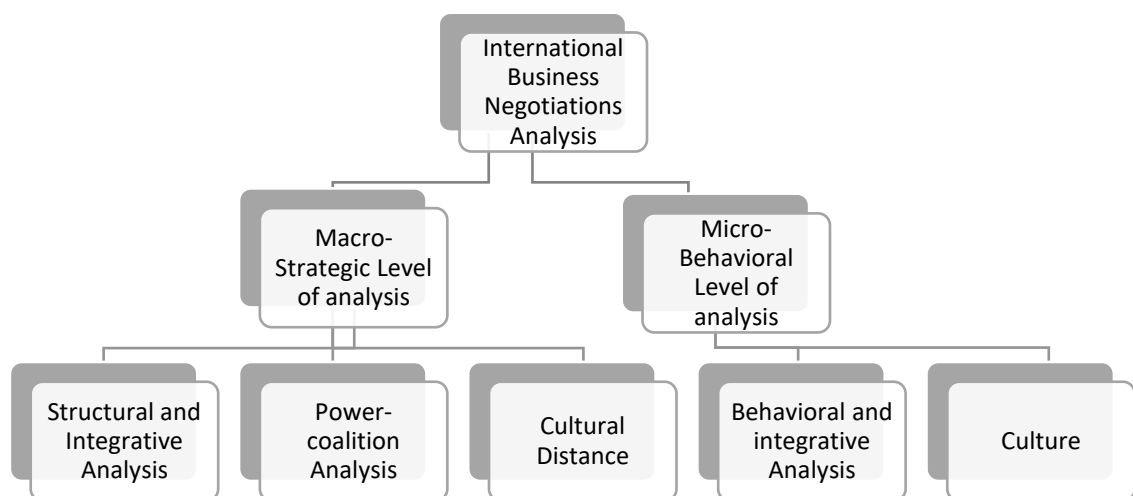 International
Business
Negotiations
Analysis
Macro-
Strategic Level
of analysis
Micro-
Behavioral
Level of
analysis
Structural and
Integrative
Analysis
Power-
coalition
Analysis
Cultural
Distance
Behavioral and
integrative
Analysis
Culture